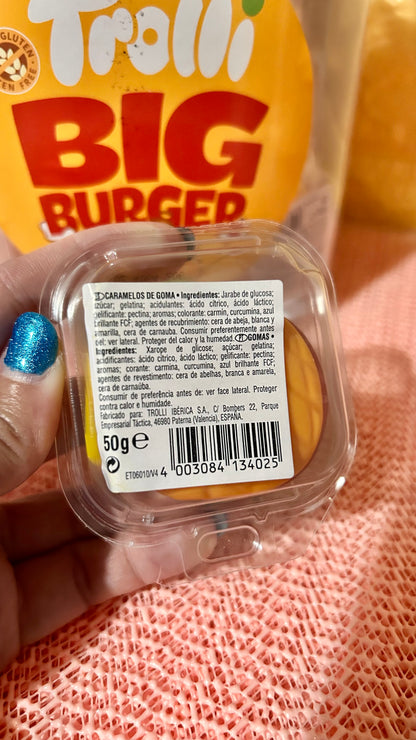 GLUTEN
EN FREE
Trolli
BIG
BURGER
E CARAMELOS DE GOMA • Ingredientes: Jarabe de glucosa;
azúcar; gelatina; acidulantes: ácido cítrico, ácido láctico;
gelificante: pectina; aromas; colorante: carmín, curcumina, azul
brillante FCF; agentes de recubrimiento: cera de abeja, blanca y
amarilla, cera de carnauba. Consumir preferentemente antes
del: ver lateral. Proteger del calor y la humedad. P GOMAS •
Ingredientes: Xarope de glicose; açúcar; gelatina;
acidificantes: ácido cítrico, ácido láctico; gelificante: pectina;
aromas; corante: carmim, curcumina, azul brilhante FCF;
agentes de revestimento: cera de abelhas, branca e amarela,
cera de carnaúba.
Consumir de preferência antes de: ver face lateral. Proteger
contra calor e humidade.
Fabricado para: TROLLI IBÉRICA S.A., C/ Bombers 22, Parque
Empresarial Táctica, 46980 Paterna (Valencia), ESPAÑA.
50g e
ET06010/V4
4 003084 134025